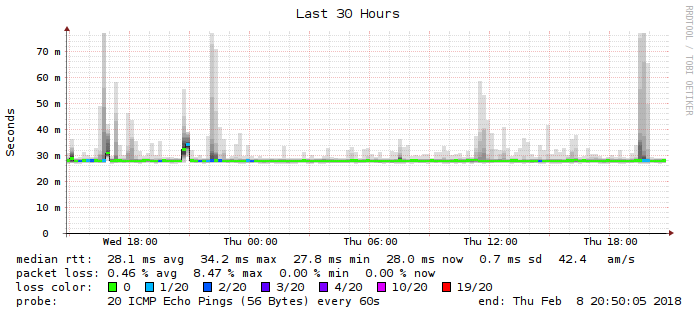 Last 30 Hours
RRDTOOL / TOBI OETIKER
Seconds
70 m
60 m
50 m
40 m
30 m
20 m
10 m
0
Wed 18:00 Thu 00:00 Thu 06:00 Thu 12:00 Thu 18:00
median rtt: 28.1 ms avg 34.2 ms max 27.8 ms min 28.0 ms now 0.7 ms sd 42.4 am/s
packet loss: 0.46 % avg 8.47 % max 0.00 % min 0.00 % now
loss color: 0 1/20 2/20 3/20 4/20 10/20 19/20
probe: 20 ICMP Echo Pings (56 Bytes) every 60s end: Thu Feb 8 20:50:05 2018